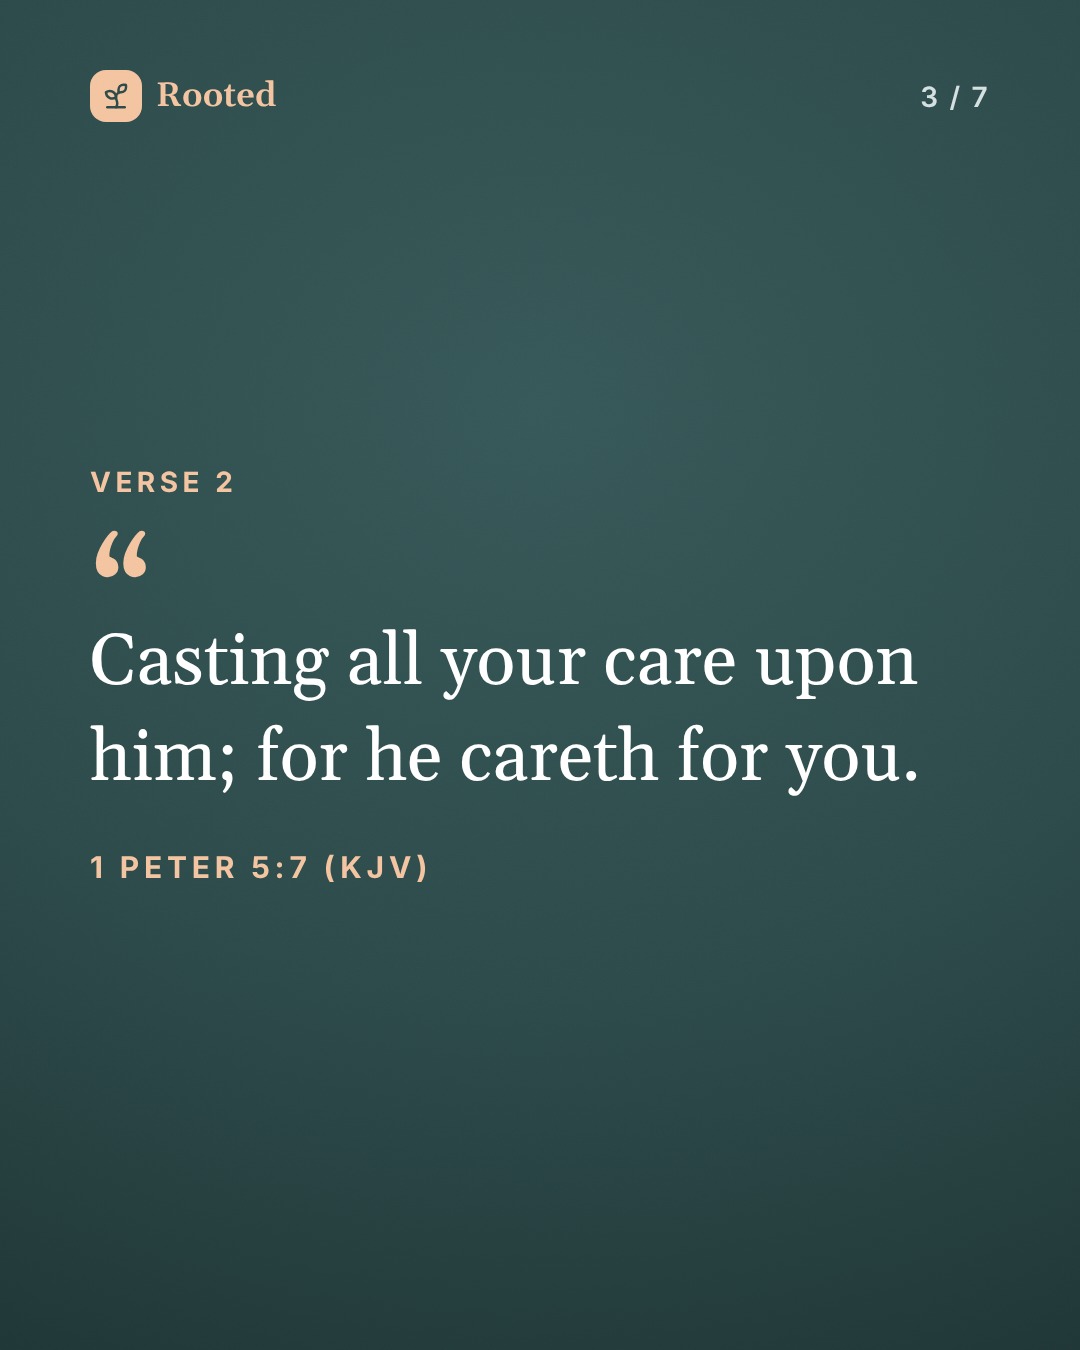 Rooted
3 / 7
VERSE 2
“
Casting all your care upon
him; for he careth for you.
1 PETER 5:7 (KJV)